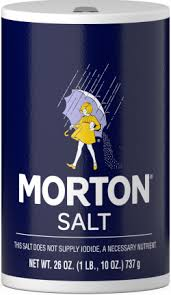 MORTON®
SALT
THIS SALT DOES NOT SUPPLY IODIDE, A NECESSARY NUTRIENT.
NET WT. 26 OZ. (1 LB., 10 OZ.) 737 g